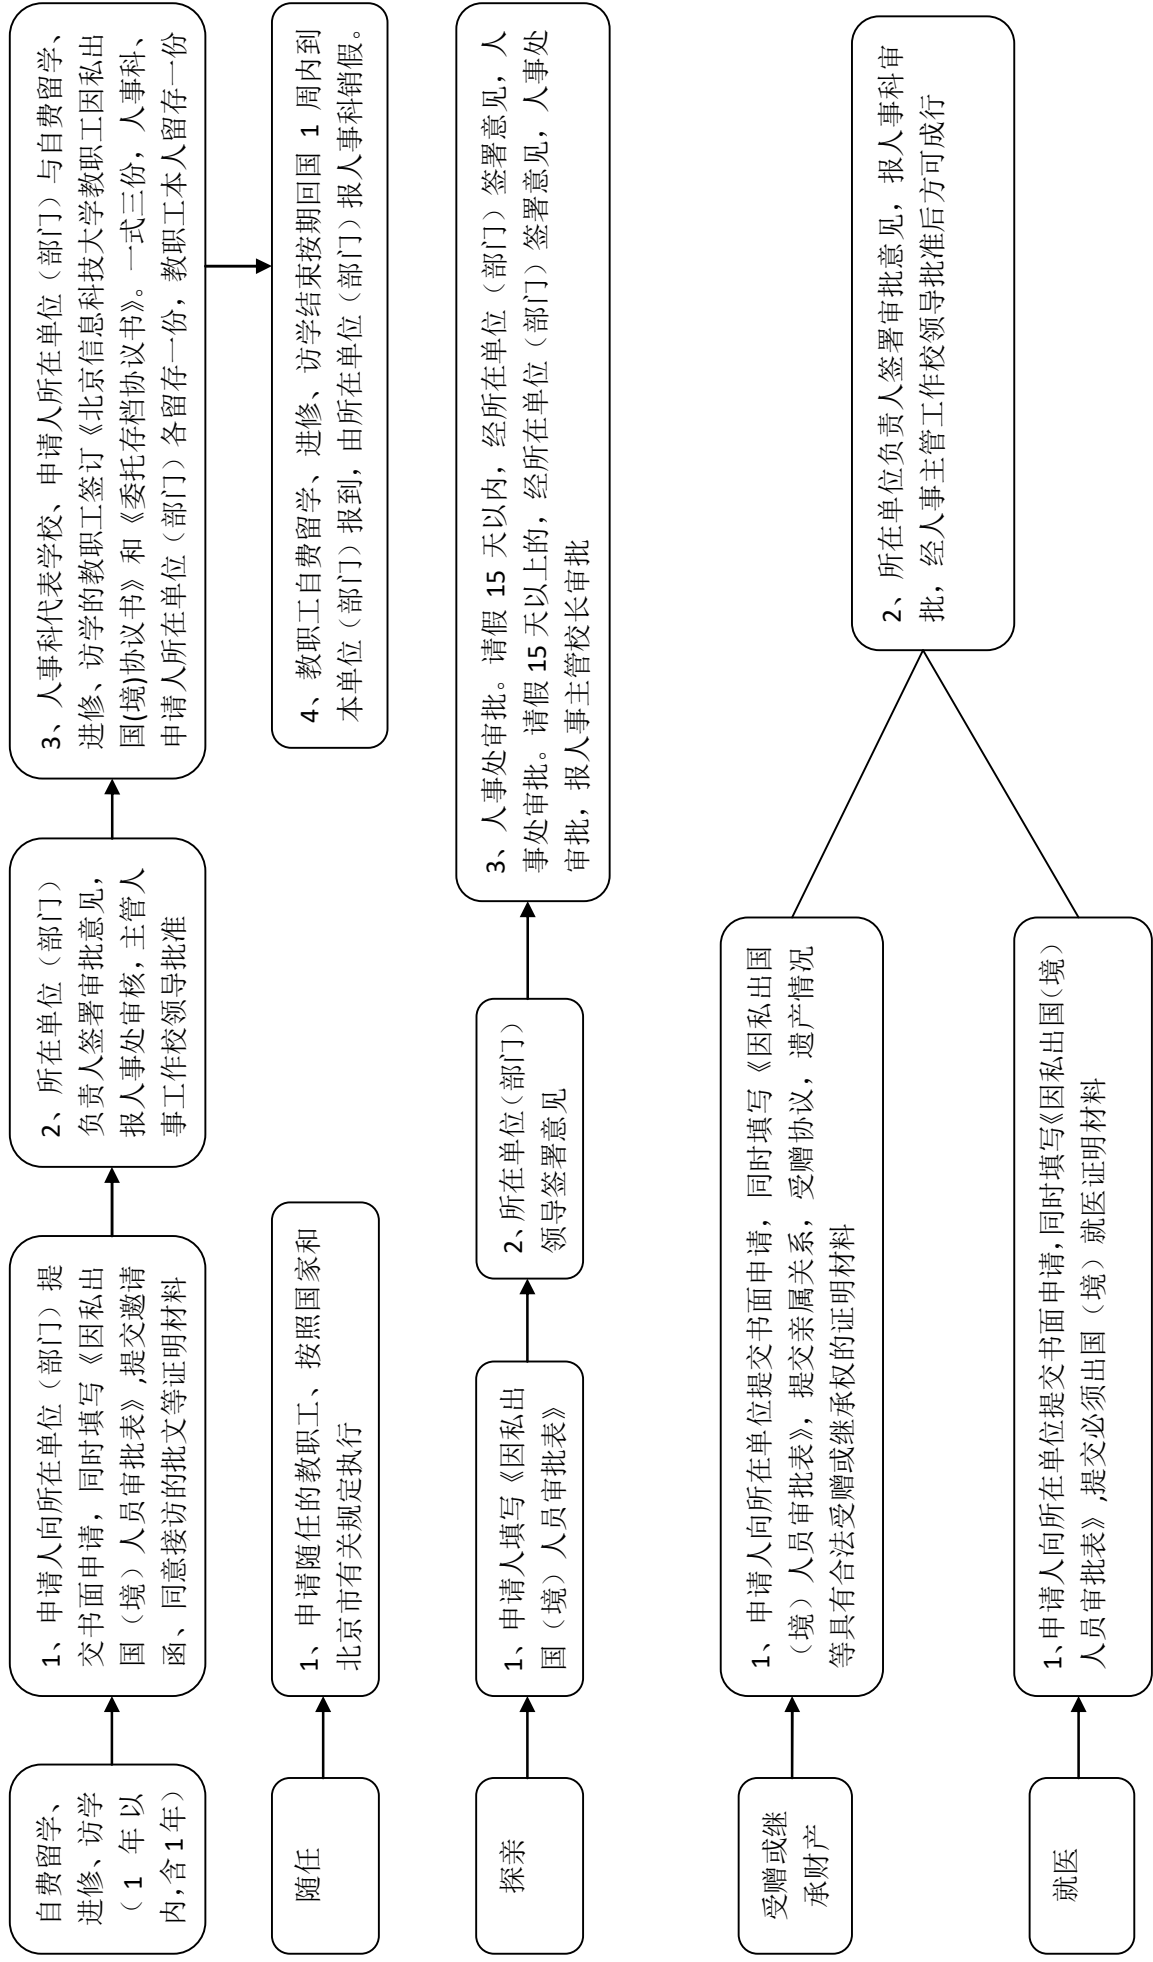 自费留学、
进修、访学
（1 年以
内，含1年）
1、申请人向所在单位（部门）提
交书面申请，同时填写《因私出
国（境）人员审批表》,提交邀请
函、同意接访的批文等证明材料
2、所在单位（部门）
负责人签署审批意见，
报人事处审核，主管人
事工作校领导批准
3、人事科代表学校、申请人所在单位（部门）与自费留学、
进修、访学的教职工签订《北京信息科技大学教职工因私出
国(境)协议书》和《委托存档协议书》。一式三份，人事科、
申请人所在单位（部门）各留存一份，教职工本人留存一份
4、教职工自费留学、进修、访学结束按期回国 1 周内到
本单位（部门）报到，由所在单位（部门）报人事科销假。
随任
1、申请随任的教职工、按照国家和
北京市有关规定执行
探亲
1、申请人填写《因私出
国（境）人员审批表》
2、所在单位（部门）
领导签署意见
3、人事处审批。请假 15 天以内，经所在单位（部门）签署意见，人
事处审批。请假 15 天以上的，经所在单位（部门）签署意见，人事处
审批，报人事主管校长审批
受赠或继
承财产
1、申请人向所在单位提交书面申请，同时填写《因私出国
（境）人员审批表》，提交亲属关系，受赠协议，遗产情况
等具有合法受赠或继承权的证明材料
就医
1、申请人向所在单位提交书面申请，同时填写《因私出国（境）
人员审批表》,提交必须出国（境）就医证明材料
2、所在单位负责人签署审批意见，报人事科审
批，经人事主管工作校领导批准后方可成行